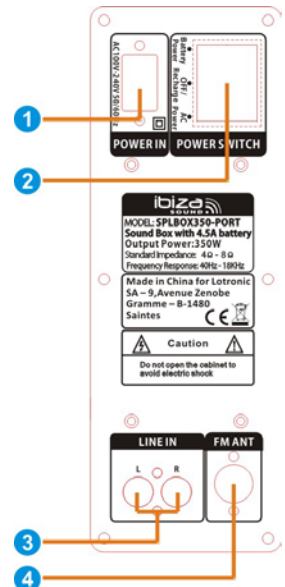 AC100V-240V 50/60Hz
Battery Power
OFF/ Recharge
AC Power
POWER IN
POWER SWITCH
1
2
ibiza
SOUND
MODEL: SPLBOX350-PORT
Sound Box with 4.5A battery
Output Power:350W
Standard Impedance: 4Ω - 8Ω
Frequency Response: 40Hz - 18KHz
Made in China for Lotronic
SA – 9,Avenue Zenobe
Gramme – B-1480
Saintes
CE
Caution
Do not open the cabinet to
avoid electric shock
LINE IN
FM ANT
L R
3
4